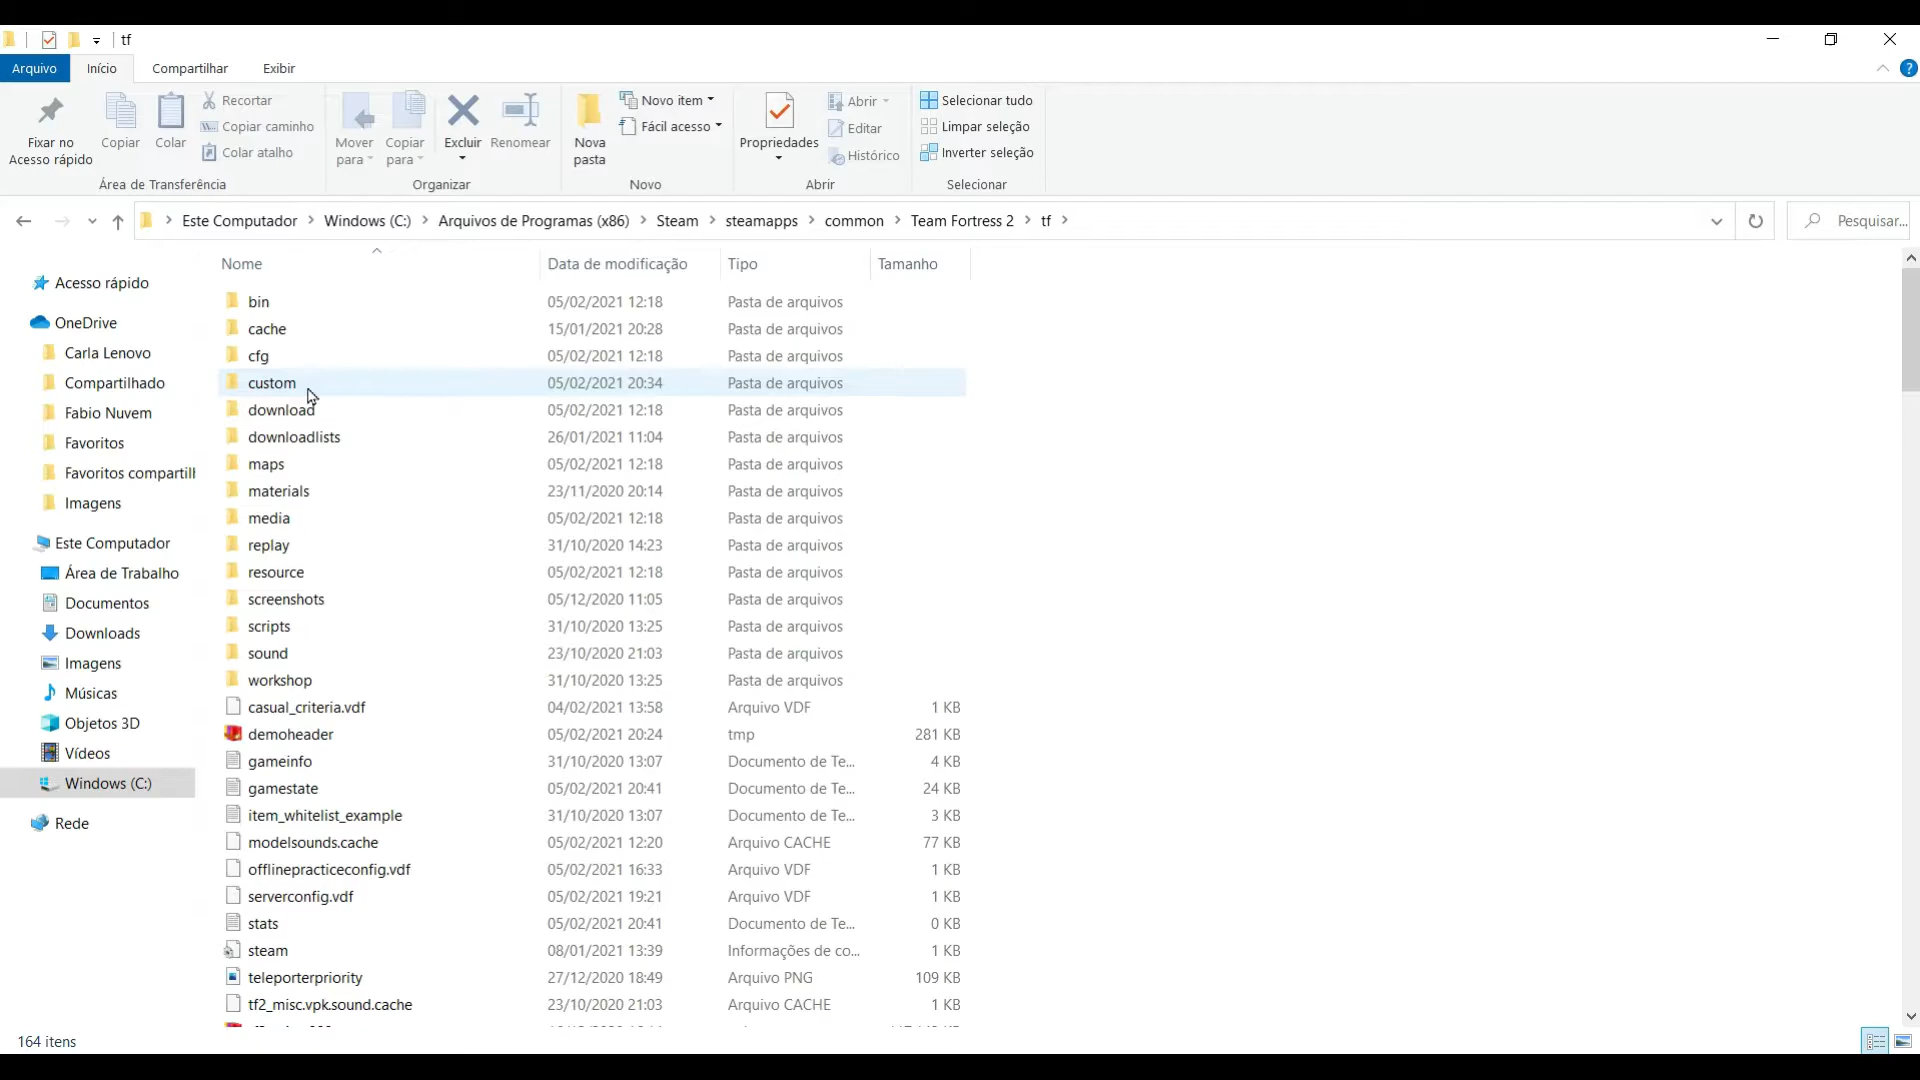 tf
Arquivo Início Compartilhar Exibir
Fixar no Acesso rápido
Copiar
Colar
Recortar
Copiar caminho
Colar atalho
Área de Transferência
Mover para
Copiar para
Excluir
Renomear
Organizar
Nova pasta
Novo item
Fácil acesso
Novo
Propriedades
Abrir
Editar
Histórico
Abrir
Selecionar tudo
Limpar seleção
Inverter seleção
Selecionar
Este Computador > Windows (C:) > Arquivos de Programas (x86) > Steam > steamapps > common > Team Fortress 2 > tf >
Pesquisar...
Acesso rápido
OneDrive
Carla Lenovo
Compartilhado
Fabio Nuvem
Favoritos
Favoritos compartilh
Imagens
Este Computador
Área de Trabalho
Documentos
Downloads
Imagens
Músicas
Objetos 3D
Vídeos
Windows (C:)
Rede
Nome Data de modificação Tipo Tamanho
bin 05/02/2021 12:18 Pasta de arquivos
cache 15/01/2021 20:28 Pasta de arquivos
cfg 05/02/2021 12:18 Pasta de arquivos
custom 05/02/2021 20:34 Pasta de arquivos
download 05/02/2021 12:18 Pasta de arquivos
downloadlists 26/01/2021 11:04 Pasta de arquivos
maps 05/02/2021 12:18 Pasta de arquivos
materials 23/11/2020 20:14 Pasta de arquivos
media 05/02/2021 12:18 Pasta de arquivos
replay 31/10/2020 14:23 Pasta de arquivos
resource 05/02/2021 12:18 Pasta de arquivos
screenshots 05/12/2020 11:05 Pasta de arquivos
scripts 31/10/2020 13:25 Pasta de arquivos
sound 23/10/2020 21:03 Pasta de arquivos
workshop 31/10/2020 13:25 Pasta de arquivos
casual_criteria.vdf 04/02/2021 13:58 Arquivo VDF 1 KB
demoheader 05/02/2021 20:24 tmp 281 KB
gameinfo 31/10/2020 13:07 Documento de Te... 4 KB
gamestate 05/02/2021 20:41 Documento de Te... 24 KB
item_whitelist_example 31/10/2020 13:07 Documento de Te... 3 KB
modelsounds.cache 05/02/2021 12:20 Arquivo CACHE 77 KB
offlinepracticeconfig.vdf 05/02/2021 16:33 Arquivo VDF 1 KB
serverconfig.vdf 05/02/2021 19:21 Arquivo VDF 1 KB
stats 05/02/2021 20:41 Documento de Te... 0 KB
steam 08/01/2021 13:39 Informações de co... 1 KB
teleporterpriority 27/12/2020 18:49 Arquivo PNG 109 KB
tf2_misc.vpk.sound.cache 23/10/2020 21:03 Arquivo CACHE 1 KB
164 itens